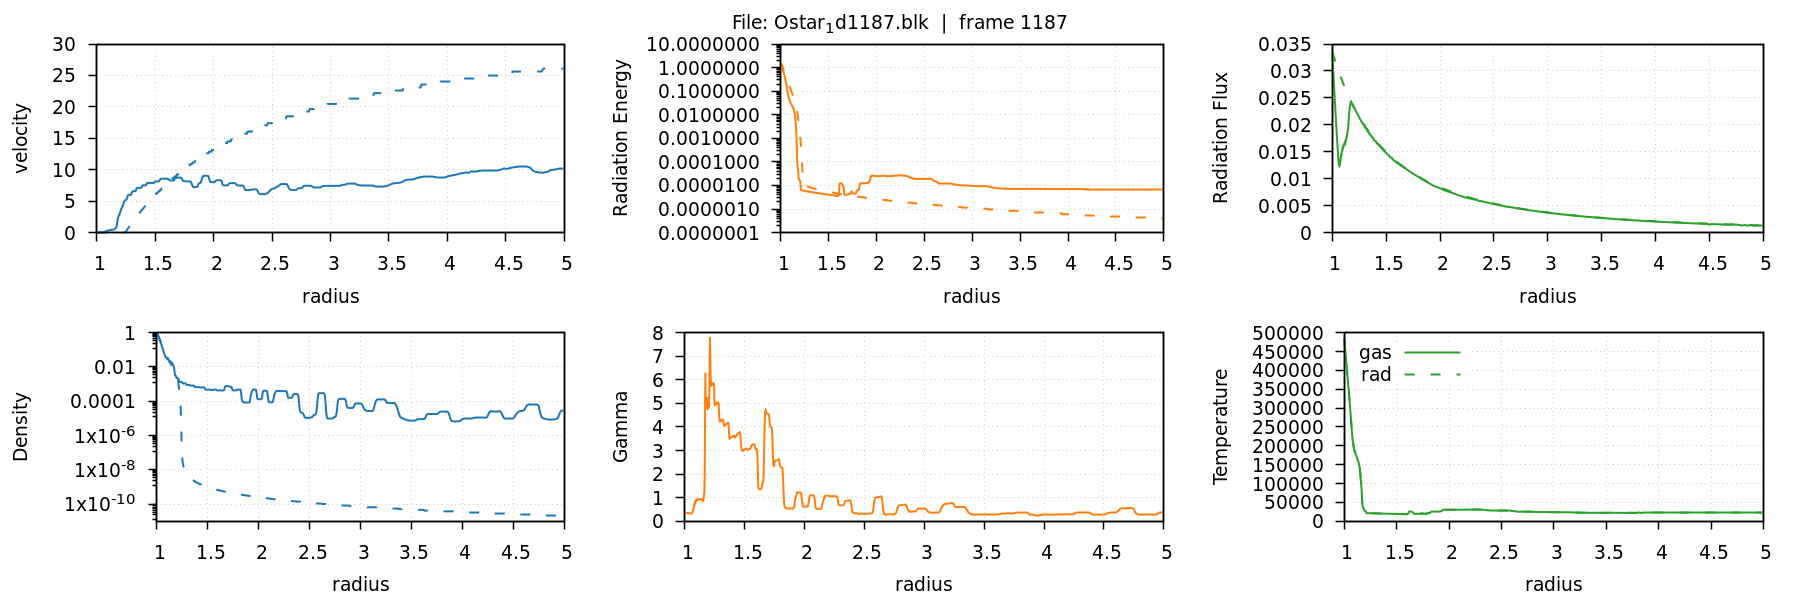 File: Ostar1d1187.blk | frame 1187
velocity
30
25
20
15
10
5
0
1 1.5 2 2.5 3 3.5 4 4.5 5
radius
Radiation Energy
10.0000000
1.0000000
0.1000000
0.0100000
0.0010000
0.0001000
0.0000100
0.0000010
0.0000001
1 1.5 2 2.5 3 3.5 4 4.5 5
radius
Radiation Flux
0.035
0.03
0.025
0.02
0.015
0.01
0.005
0
1 1.5 2 2.5 3 3.5 4 4.5 5
radius
Density
1
0.01
0.0001
1x10-6
1x10-8
1x10-10
1 1.5 2 2.5 3 3.5 4 4.5 5
radius
Gamma
8
7
6
5
4
3
2
1
0
1 1.5 2 2.5 3 3.5 4 4.5 5
radius
Temperature
500000
450000
400000
350000
300000
250000
200000
150000
100000
50000
0
gas
rad
1 1.5 2 2.5 3 3.5 4 4.5 5
radius